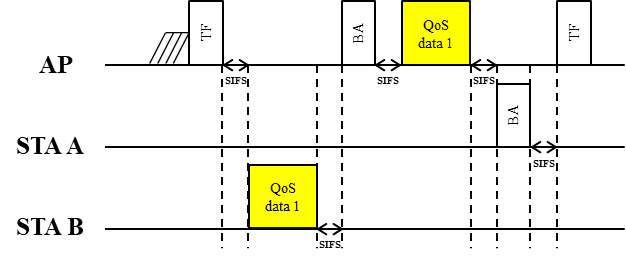 TF
BA
QoS
data 1
TF
AP
SIFS
SIFS
SIFS
BA
STA A
SIFS
QoS
data 1
STA B
SIFS